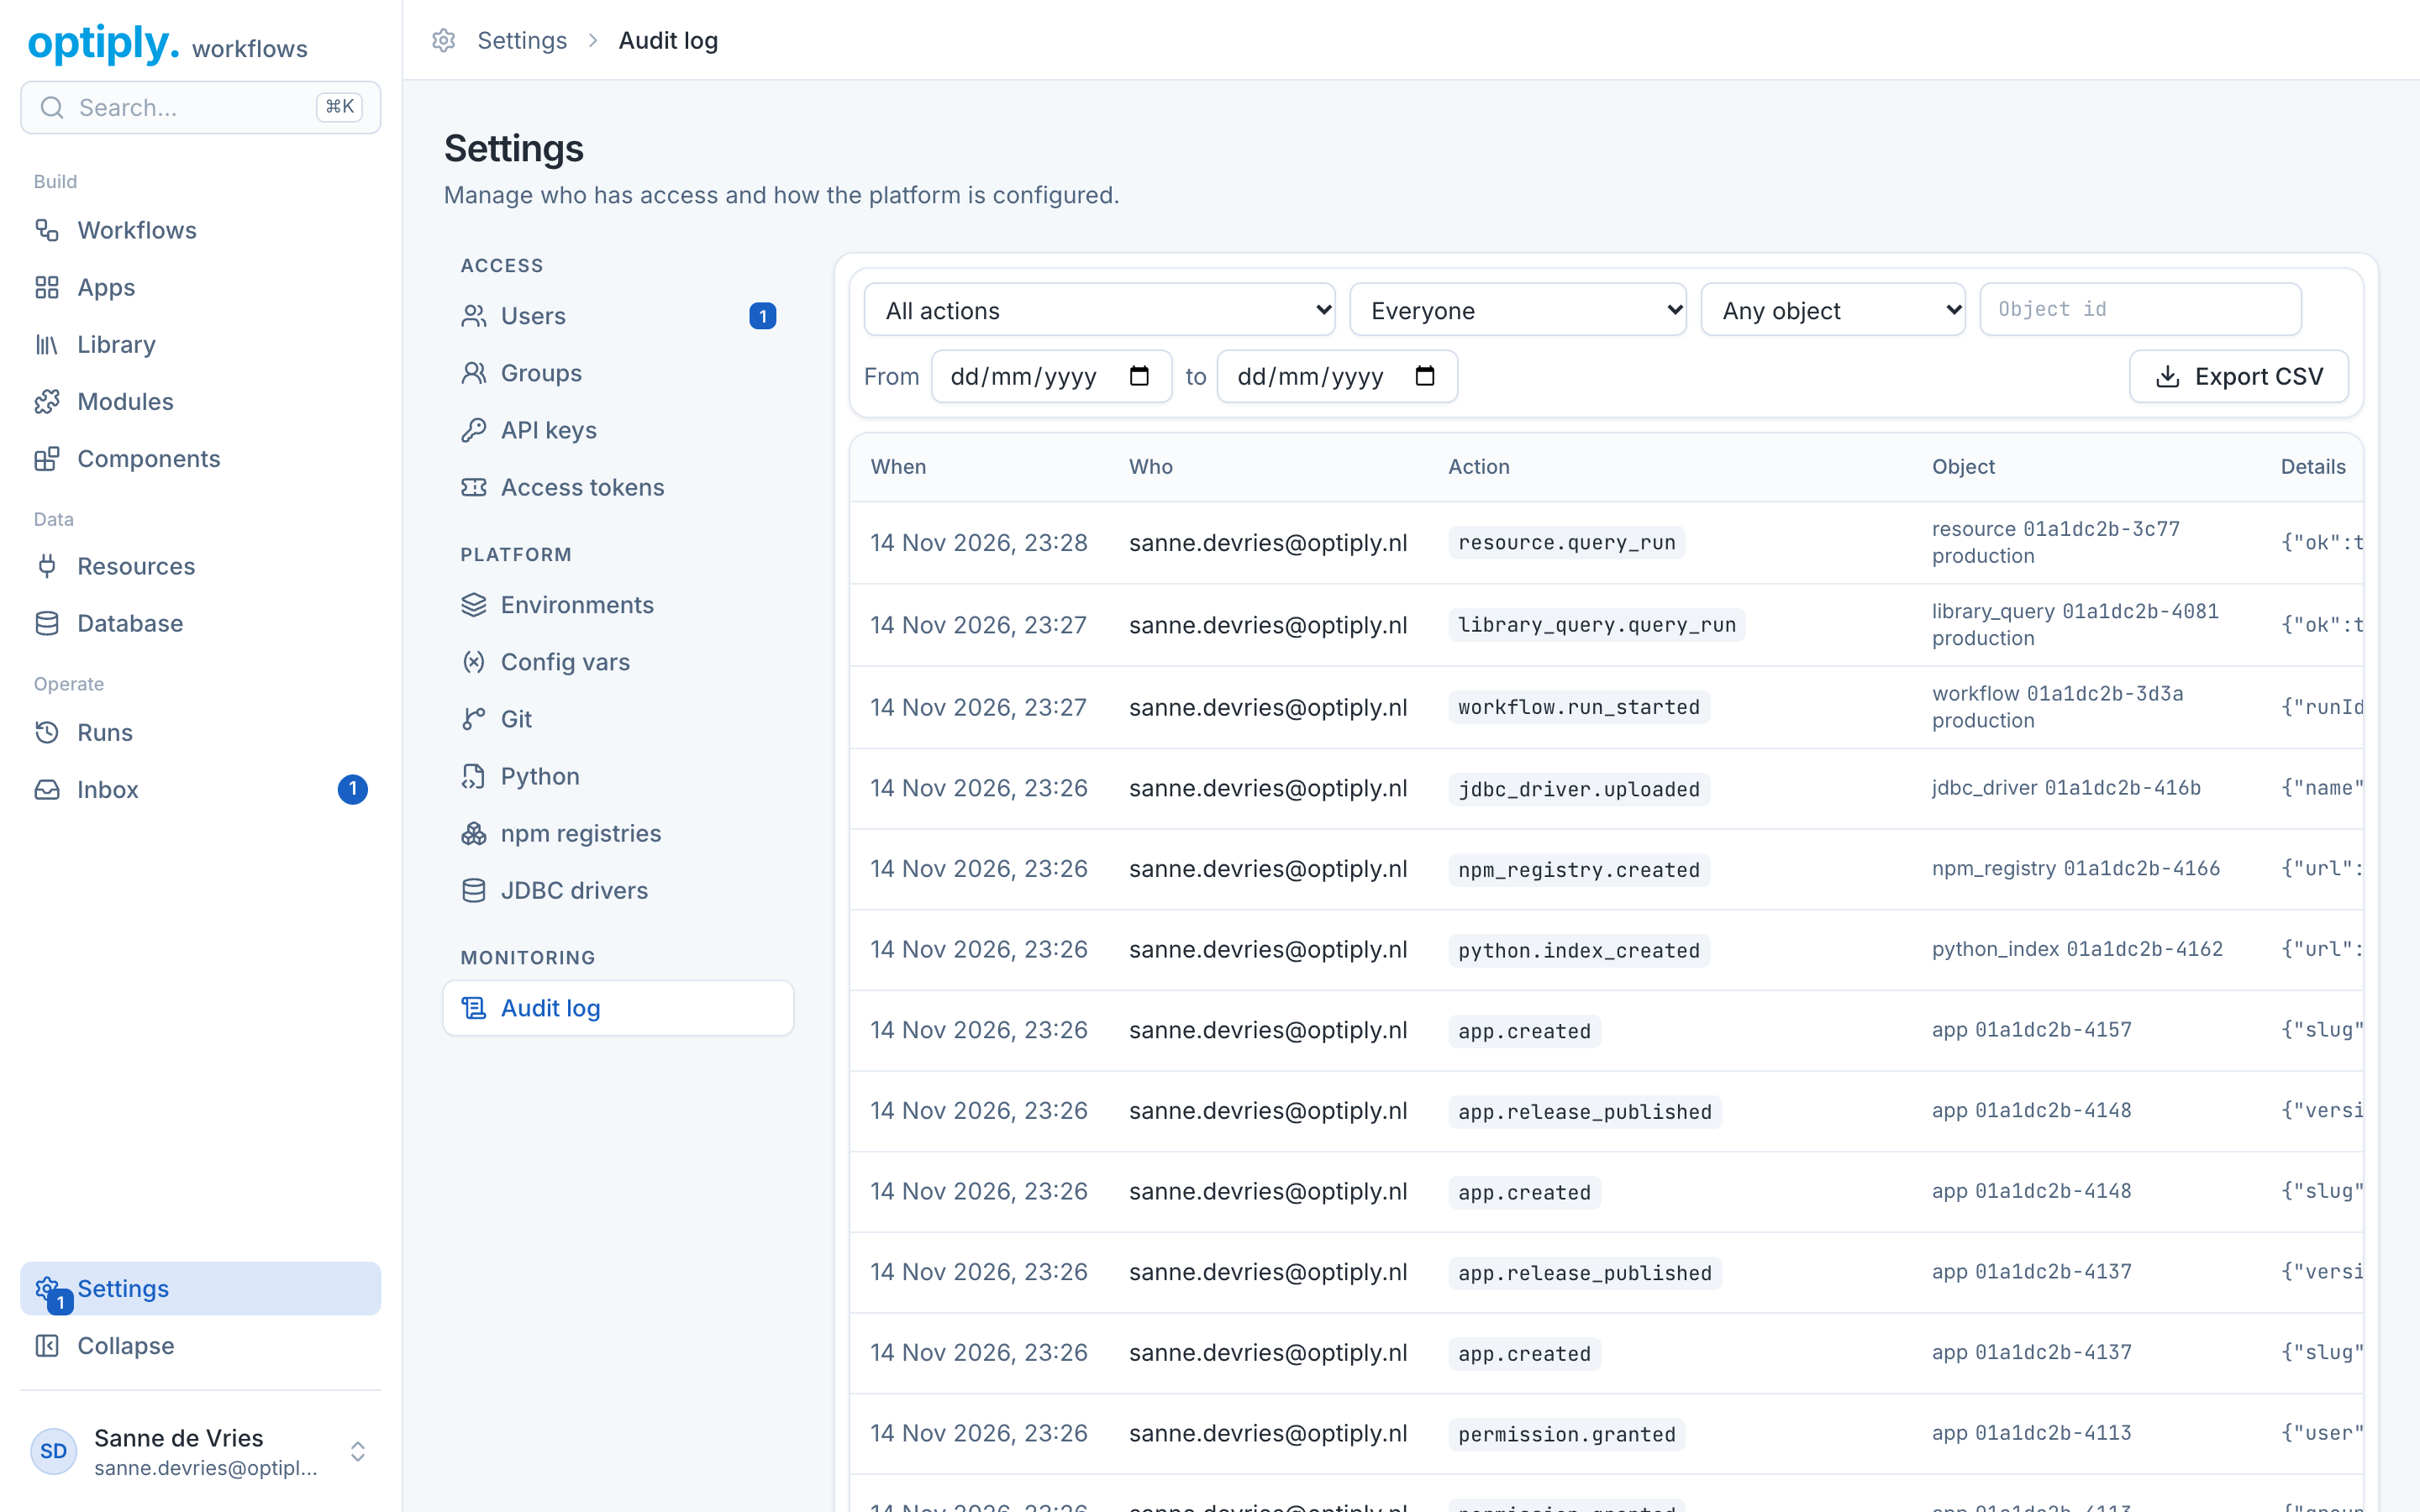 optiply. workflows
Search... ⌘K
Build
Workflows
Apps
Library
Modules
Components
Data
Resources
Database
Operate
Runs
Inbox 1
Settings 1
Collapse
SD Sanne de Vries
sanne.devries@optipl...
Settings > Audit log
Settings
Manage who has access and how the platform is configured.
ACCESS
Users 1
Groups
API keys
Access tokens
PLATFORM
Environments
Config vars
Git
Python
npm registries
JDBC drivers
MONITORING
Audit log
All actions Everyone Any object Object id
From dd/mm/yyyy to dd/mm/yyyy Export CSV
When Who Action Object Details
14 Nov 2026, 23:28 sanne.devries@optiply.nl resource.query_run resource 01a1dc2b-3c77 production {"ok":t
14 Nov 2026, 23:27 sanne.devries@optiply.nl library_query.query_run library_query 01a1dc2b-4081 production {"ok":t
14 Nov 2026, 23:27 sanne.devries@optiply.nl workflow.run_started workflow 01a1dc2b-3d3a production {"runId
14 Nov 2026, 23:26 sanne.devries@optiply.nl jdbc_driver.uploaded jdbc_driver 01a1dc2b-416b {"name"
14 Nov 2026, 23:26 sanne.devries@optiply.nl npm_registry.created npm_registry 01a1dc2b-4166 {"url":
14 Nov 2026, 23:26 sanne.devries@optiply.nl python.index_created python_index 01a1dc2b-4162 {"url":
14 Nov 2026, 23:26 sanne.devries@optiply.nl app.created app 01a1dc2b-4157 {"slug"
14 Nov 2026, 23:26 sanne.devries@optiply.nl app.release_published app 01a1dc2b-4148 {"versi
14 Nov 2026, 23:26 sanne.devries@optiply.nl app.created app 01a1dc2b-4148 {"slug"
14 Nov 2026, 23:26 sanne.devries@optiply.nl app.release_published app 01a1dc2b-4137 {"versi
14 Nov 2026, 23:26 sanne.devries@optiply.nl app.created app 01a1dc2b-4137 {"slug"
14 Nov 2026, 23:26 sanne.devries@optiply.nl permission.granted app 01a1dc2b-4113 {"user"